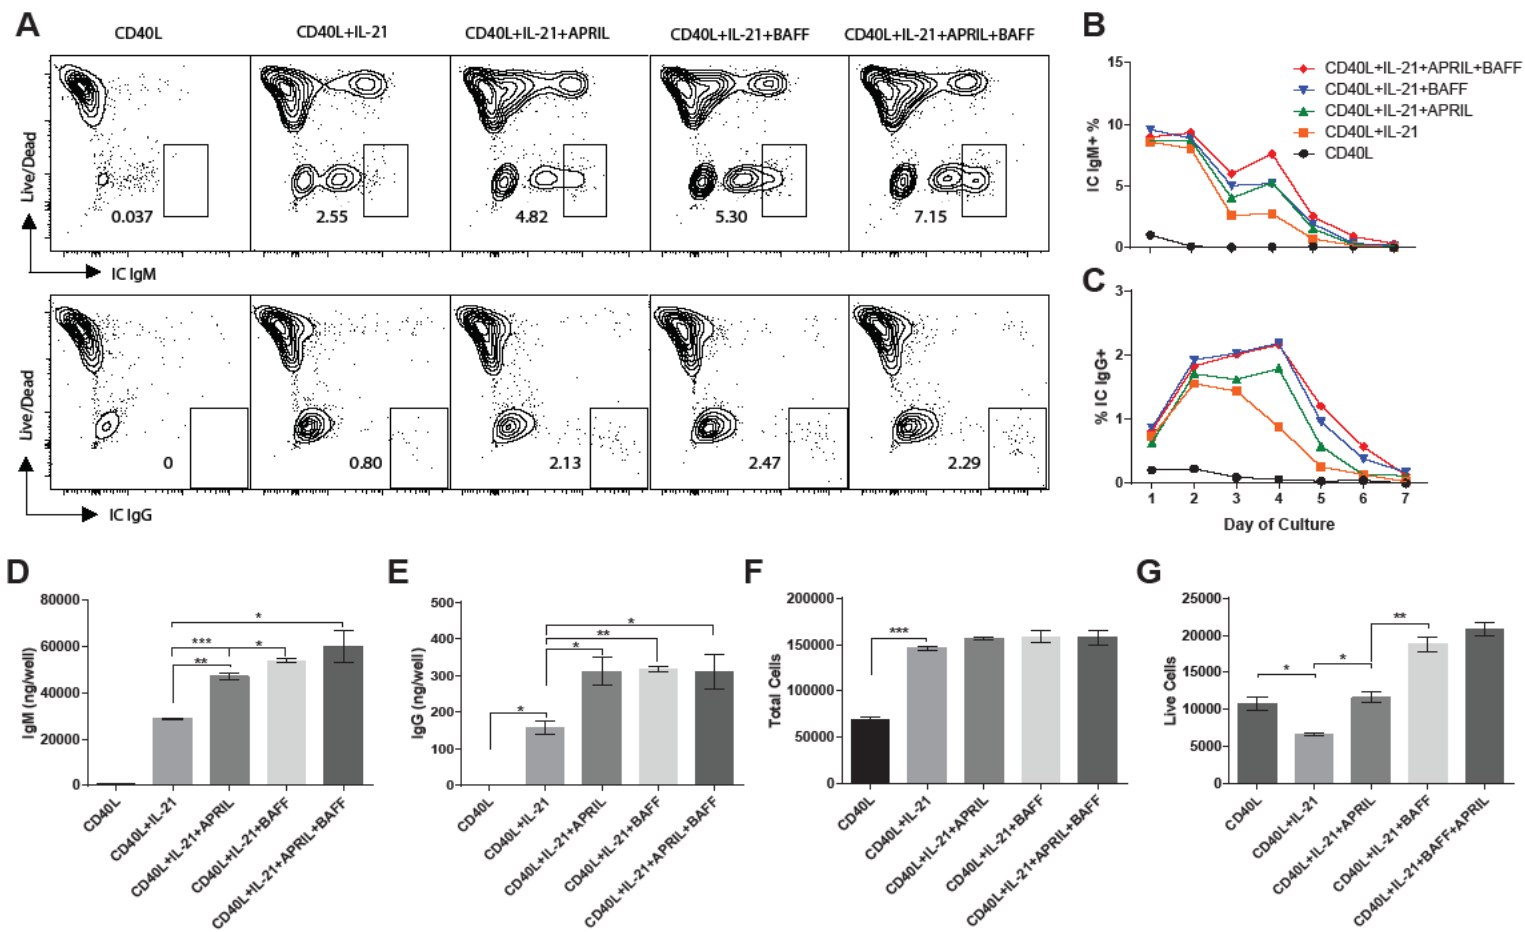 A
CD40L
CD40L+IL-21
CD40L+IL-21+APRIL
CD40L+IL-21+BAFF
CD40L+IL-21+APRIL+BAFF
Live/Dead
0.037
2.55
4.82
5.30
7.15
IC IgM
Live/Dead
0
0.80
2.13
2.47
2.29
IC IgG
B
15
10
5
0
IC IgM+ %
CD40L+IL-21+APRIL+BAFF
CD40L+IL-21+BAFF
CD40L+IL-21+APRIL
CD40L+IL-21
CD40L
C
3
2
1
0
% IC IgG+
1 2 3 4 5 6 7
Day of Culture
D
80000
60000
40000
20000
0
IgM (ng/well)
*
*** *
**
CD40L
CD40L+IL-21
CD40L+IL-21+APRIL
CD40L+IL-21+BAFF
CD40L+IL-21+APRIL+BAFF
E
500
400
300
200
100
0
IgG (ng/well)
*
**
*
*
CD40L
CD40L+IL-21
CD40L+IL-21+APRIL
CD40L+IL-21+BAFF
CD40L+IL-21+APRIL+BAFF
F
200000
150000
100000
50000
0
Total Cells
***
CD40L
CD40L+IL-21
CD40L+IL-21+APRIL
CD40L+IL-21+BAFF
CD40L+IL-21+APRIL+BAFF
G
25000
20000
15000
10000
5000
0
Live Cells
**
*
*
CD40L
CD40L+IL-21
CD40L+IL-21+APRIL
CD40L+IL-21+BAFF
CD40L+IL-21+BAFF+APRIL